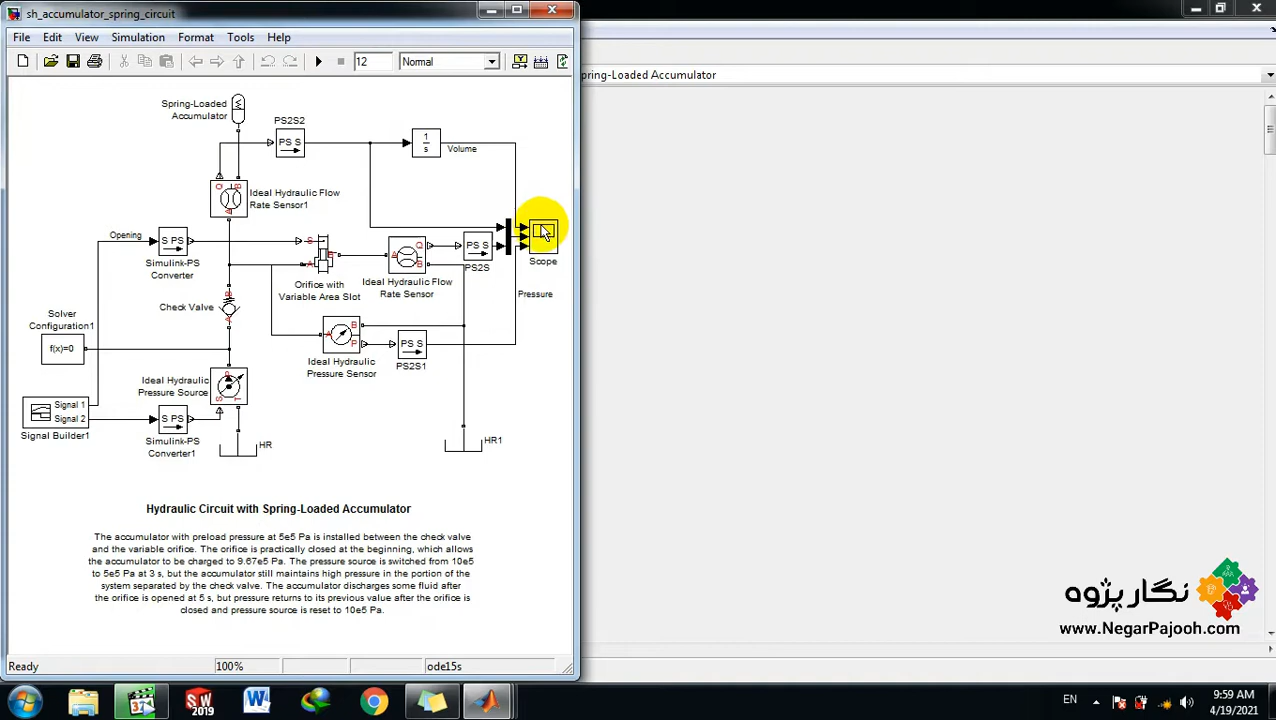 sh_accumulator_spring_circuit
File Edit View Simulation Format Tools Help
12 Normal
pring-Loaded Accumulator
Spring-Loaded
Accumulator
PS2S2
PS S
1
s
Volume
Q B
A
Ideal Hydraulic Flow
Rate Sensor1
Opening
S PS
Simulink-PS
Converter
S
A
B
Orifice with
Variable Area Slot
A Q
B
Ideal Hydraulic Flow
Rate Sensor
PS S
PS2S
Scope
Pressure
B
A
Check Valve
Solver
Configuration1
f(x)=0
A B
P
Ideal Hydraulic
Pressure Sensor
PS S
PS2S1
Ideal Hydraulic
Pressure Source
P
S T
Signal 1
Signal 2
Signal Builder1
S PS
Simulink-PS
Converter1
HR
HR1
Hydraulic Circuit with Spring-Loaded Accumulator
The accumulator with preload pressure at 5e5 Pa is installed between the check valve
and the variable orifice. The orifice is practically closed at the beginning, which allows
the accumulator to be charged to 9.67e5 Pa. The pressure source is switched from 10e5
to 5e5 Pa at 3 s, but the accumulator still maintains high pressure in the portion of the
system separated by the check valve. The accumulator discharges some fluid after
the orifice is opened at 5 s, but pressure returns to its previous value after the orifice is
closed and pressure source is reset to 10e5 Pa.
نگار پژوه
www.NegarPajooh.com
Ready 100% ode15s
SW
2019
EN
9:59 AM
4/19/2021